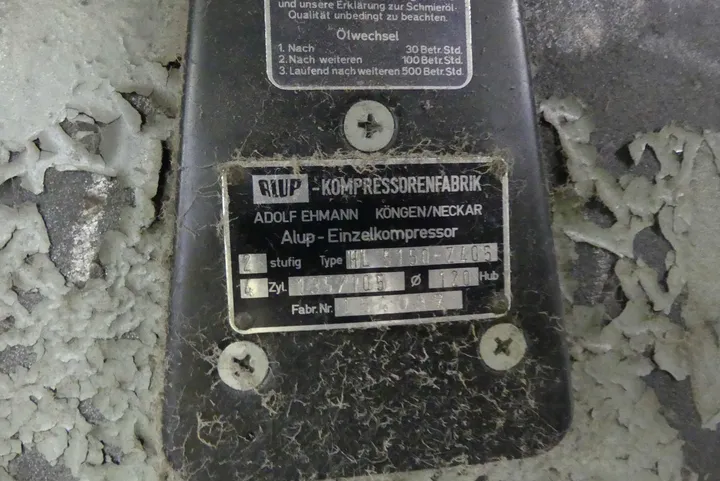 und unsere Erklärung zur Schmieröl-
Qualität unbedingt zu beachten.
Ölwechsel
1. Nach 30 Betr. Std.
2. Nach weiteren 100 Betr. Std.
3. Laufend nach weiteren 500 Betr. Std.
ALUP -KOMPRESSORENFABRIK
ADOLF EHMANN KÖNGEN/NECKAR
Alup-Einzelkompressor
2 stufig Type HL
4 Zyl. Ø 120 Hub
Fabr. Nr.